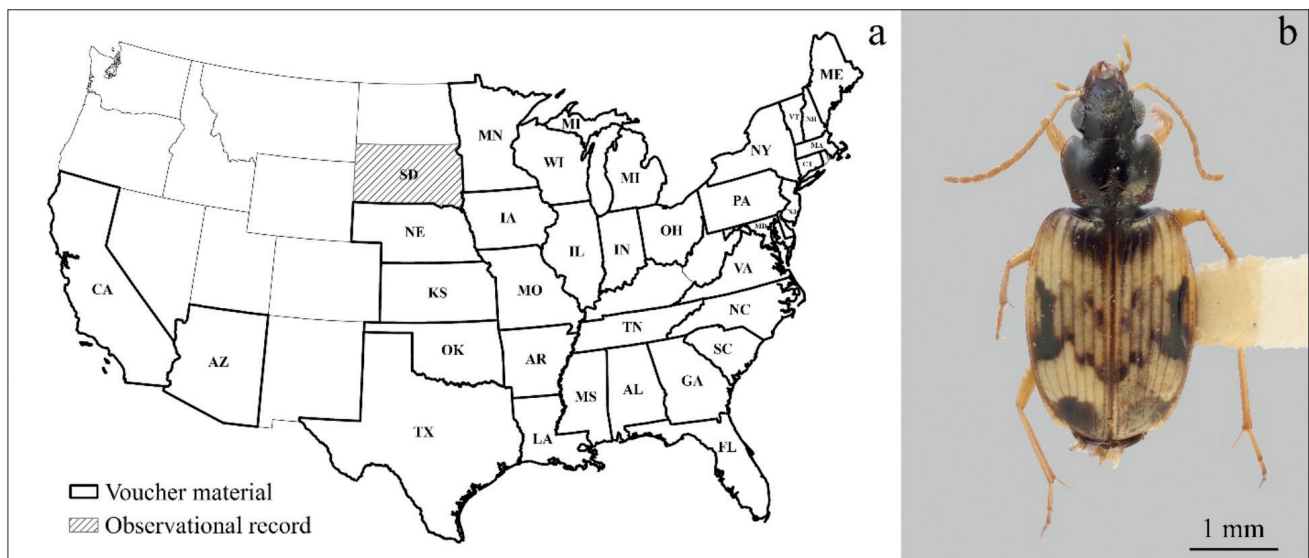 a
b
ME
VT
NH
MN
MI
WI
NY
MA
SD
MI
CT
IA
PA
NE
NJ
OH
MD
IL
IN
VA
CA
KS
MO
NC
TN
AZ
OK
AR
SC
MS
AL
GA
TX
LA
FL
Voucher material
Observational record
1 mm